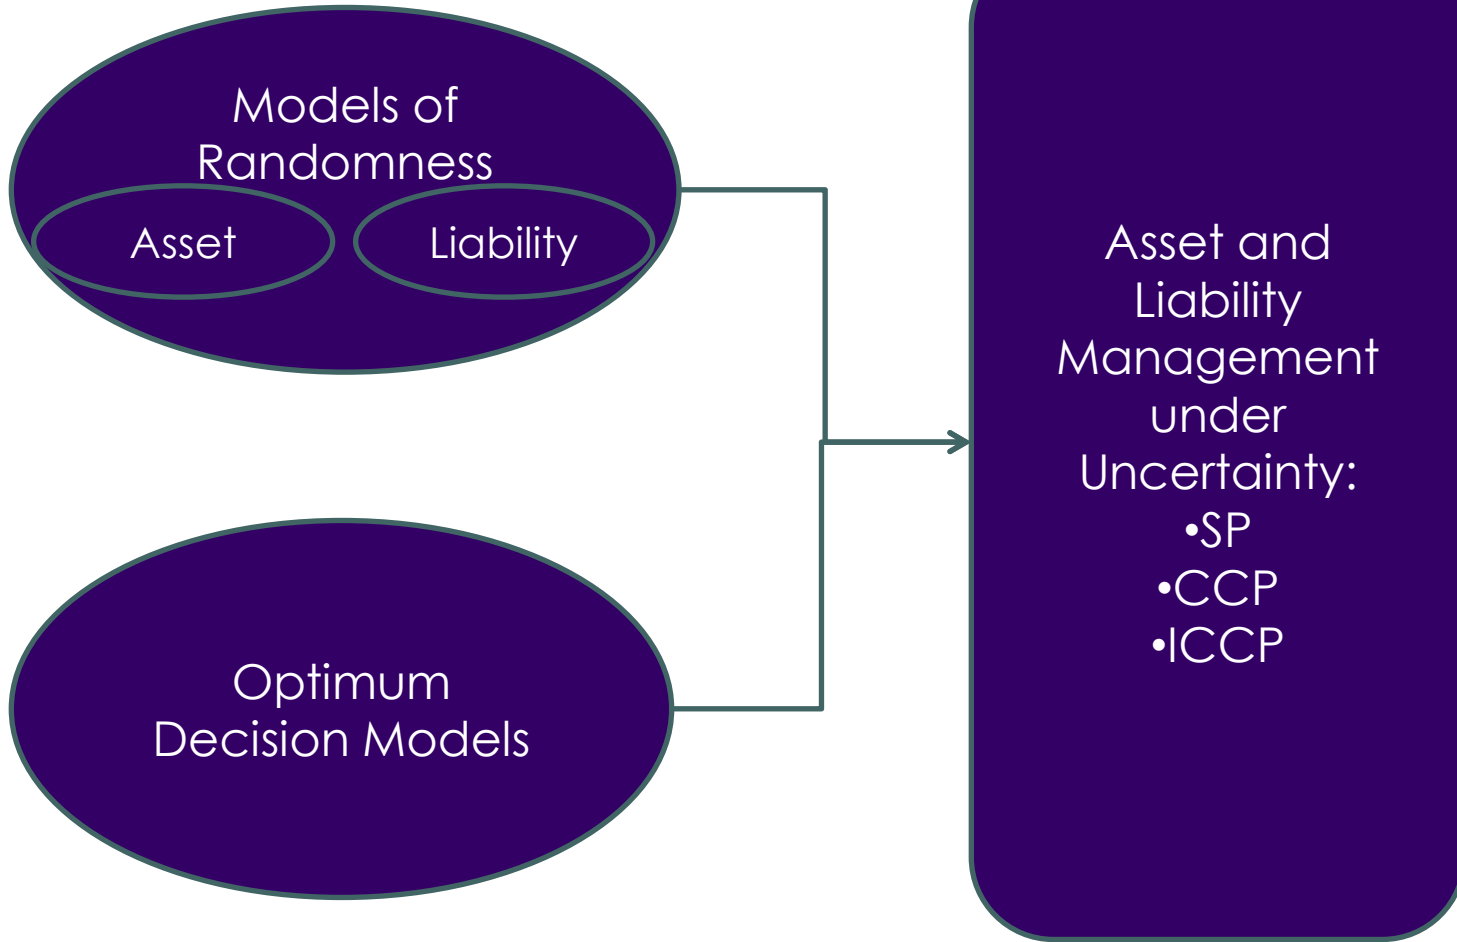 Models of
Randomness
Asset
Liability
Optimum
Decision Models
Asset and
Liability
Management
under
Uncertainty:
•SP
•CCP
•ICCP